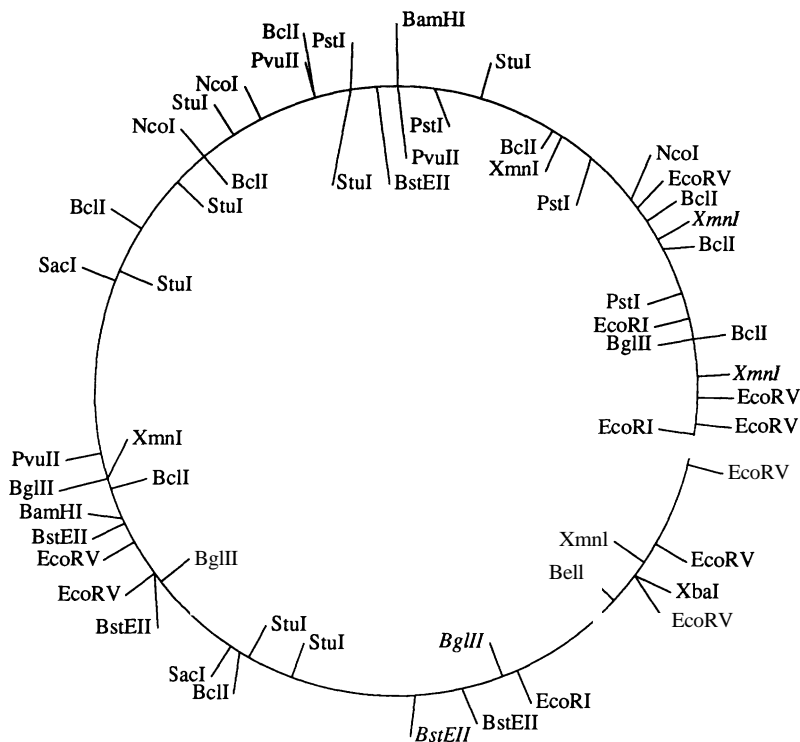 BamHI
BclI
PstI
PvuII
StuI
NcoI
StuI
NcoI
PstI
BclI
PvuII
XmnI
NcoI
EcoRV
BclI
StuI
BstEII
BclI
PstI
XmnI
StuI
BclI
BclI
SacI
StuI
PstI
EcoRI
BglII
BclI
XmnI
EcoRV
EcoRI
EcoRV
XmnI
PvuII
EcoRV
BclI
BglII
BamHI
BstEII
Xmnl
EcoRV
EcoRV
BglII
Bell
XbaI
EcoRV
EcoRV
BstEII
StuI
StuI
BglII
SacI
BclI
EcoRI
BstEII
BstEII